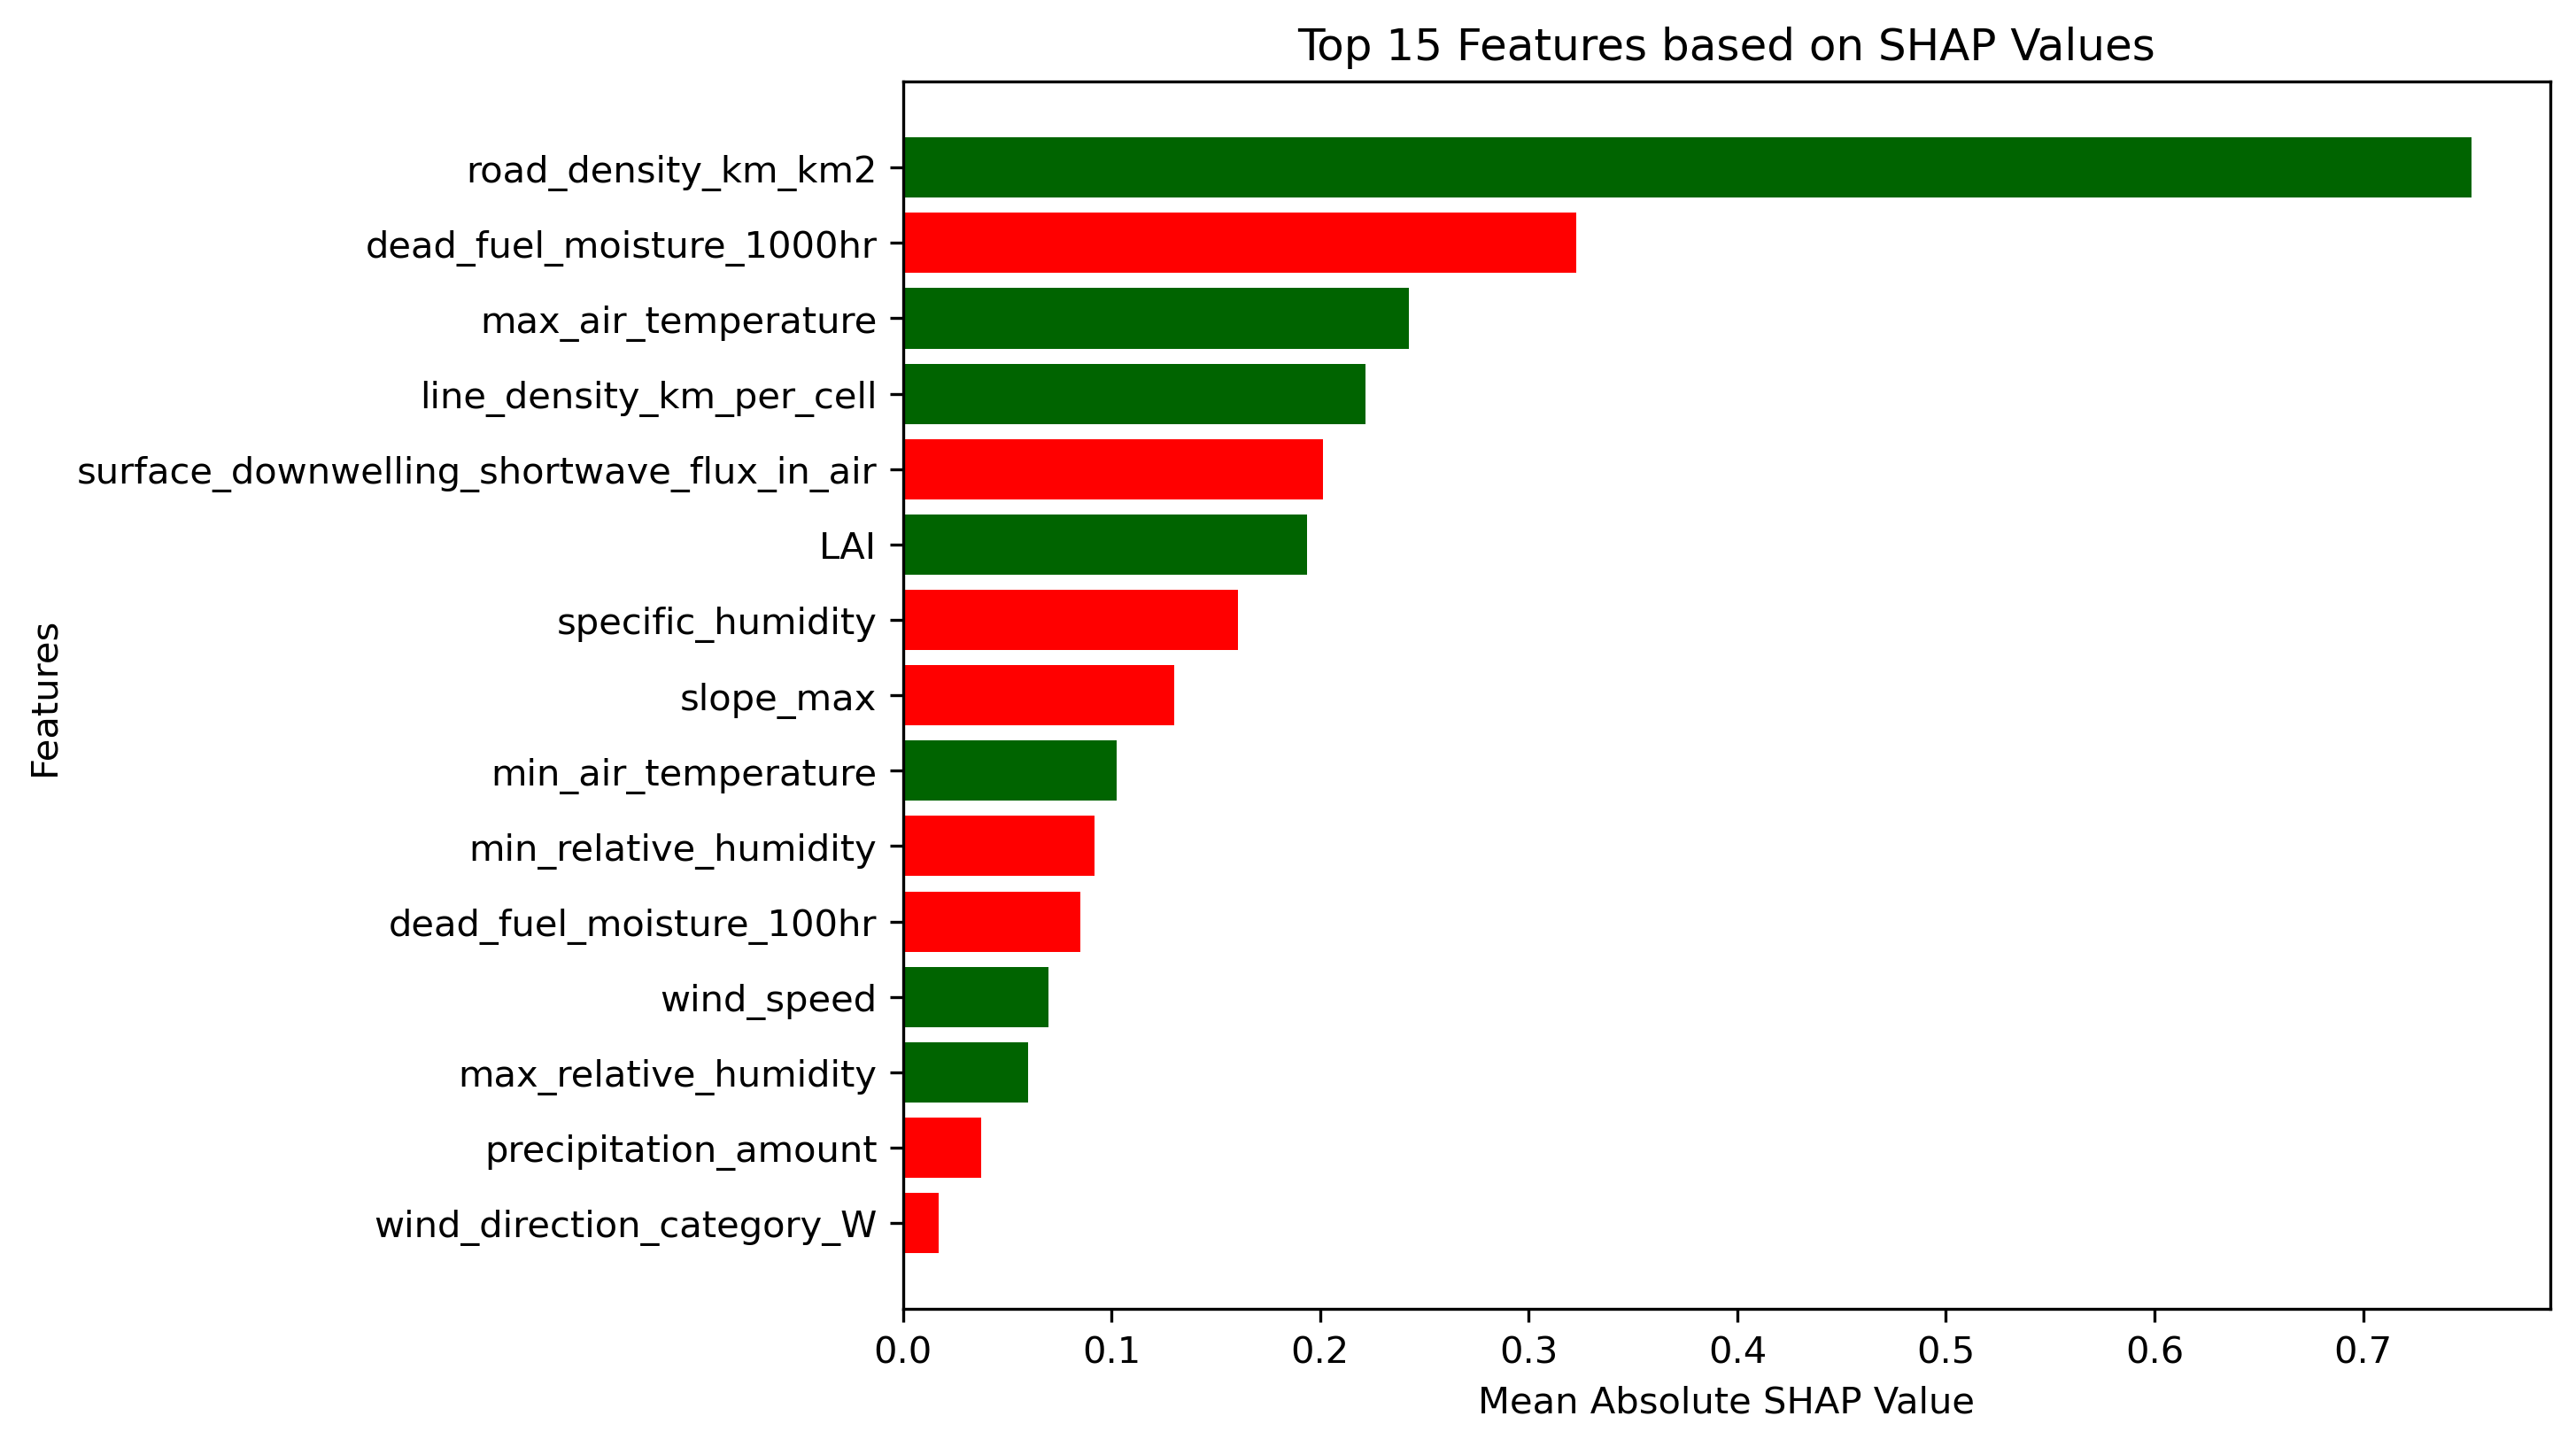 Top 15 Features based on SHAP Values
Features
road_density_km_km2
dead_fuel_moisture_1000hr
max_air_temperature
line_density_km_per_cell
surface_downwelling_shortwave_flux_in_air
LAI
specific_humidity
slope_max
min_air_temperature
min_relative_humidity
dead_fuel_moisture_100hr
wind_speed
max_relative_humidity
precipitation_amount
wind_direction_category_W
0.0 0.1 0.2 0.3 0.4 0.5 0.6 0.7
Mean Absolute SHAP Value